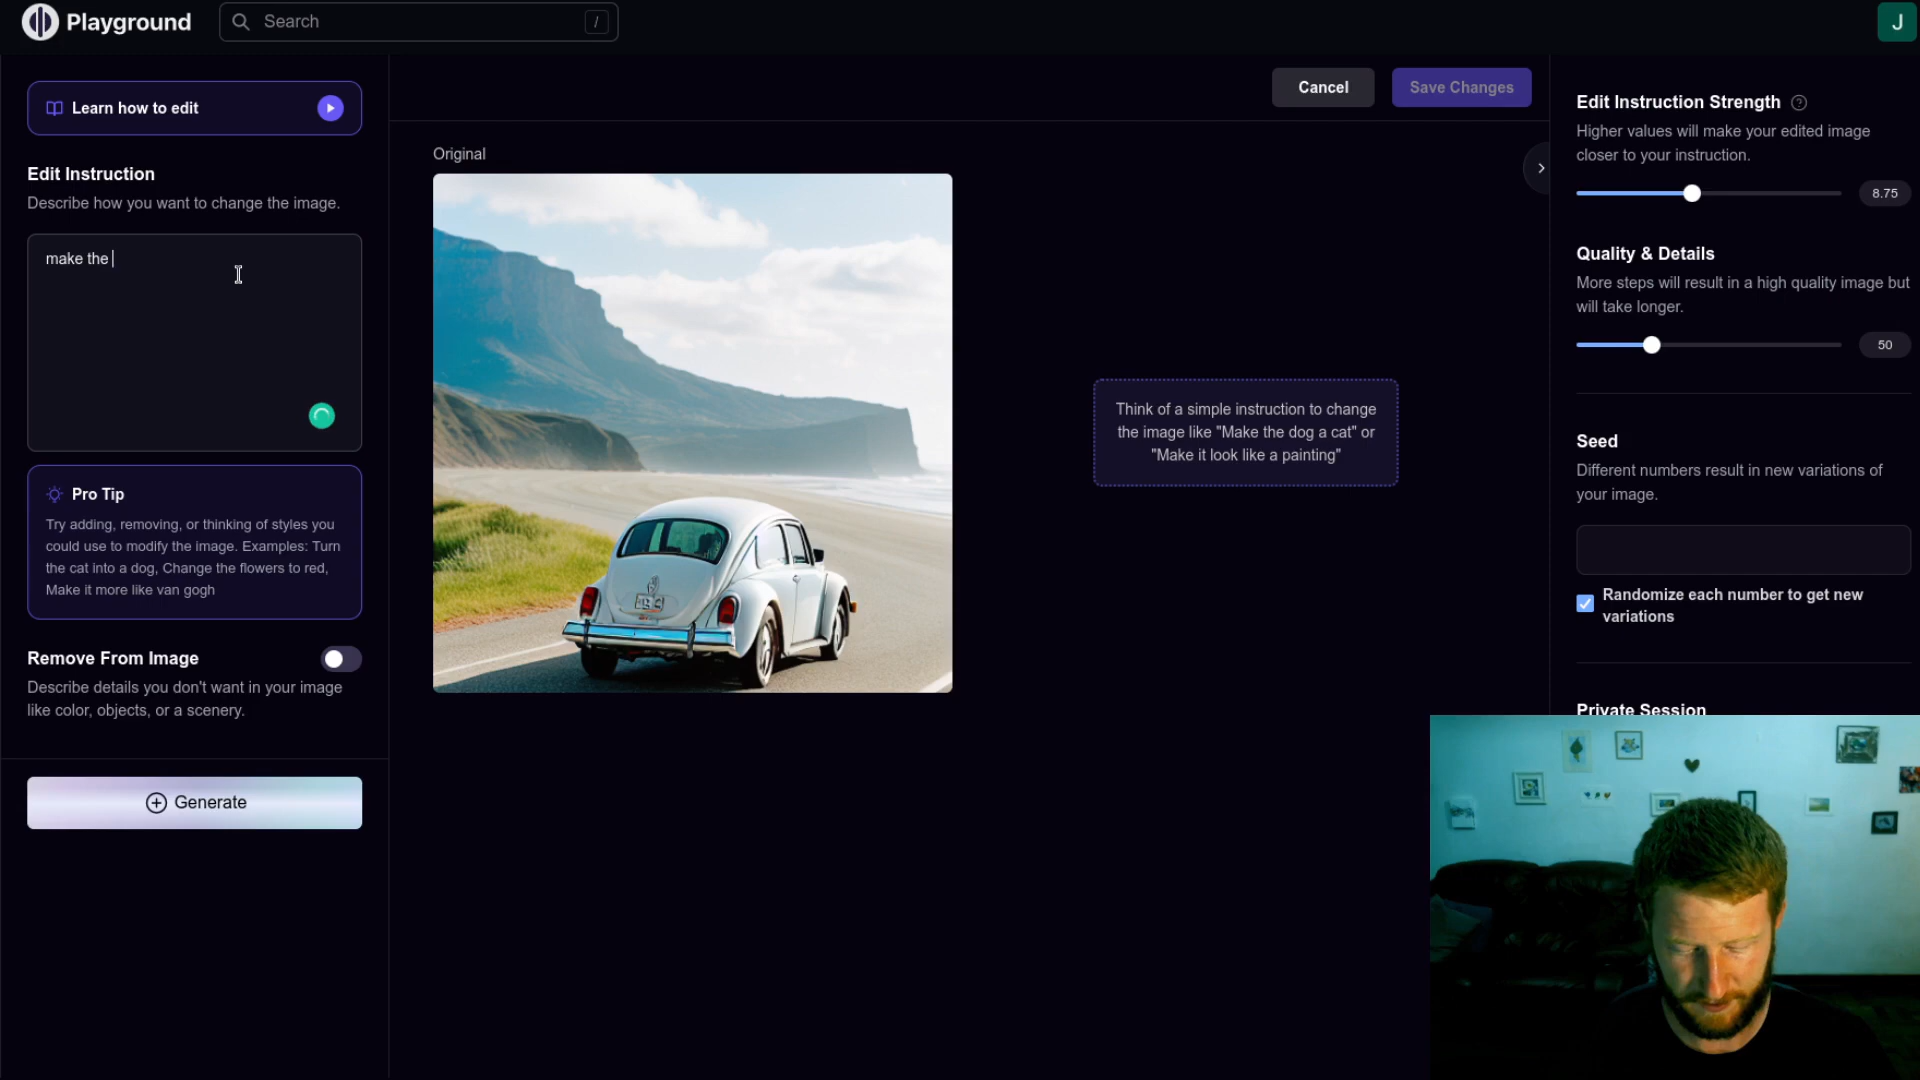 Playground
Search
/
J
Learn how to edit
Edit Instruction
Describe how you want to change the image.
make the
Pro Tip
Try adding, removing, or thinking of styles you
could use to modify the image. Examples: Turn
the cat into a dog, Change the flowers to red,
Make it more like van gogh
Remove From Image
Describe details you don't want in your image
like color, objects, or a scenery.
Generate
Cancel
Save Changes
Original
Think of a simple instruction to change
the image like "Make the dog a cat" or
"Make it look like a painting"
Edit Instruction Strength ?
Higher values will make your edited image
closer to your instruction.
8.75
Quality & Details
More steps will result in a high quality image but
will take longer.
50
Seed
Different numbers result in new variations of
your image.
Randomize each number to get new
variations
Private Session